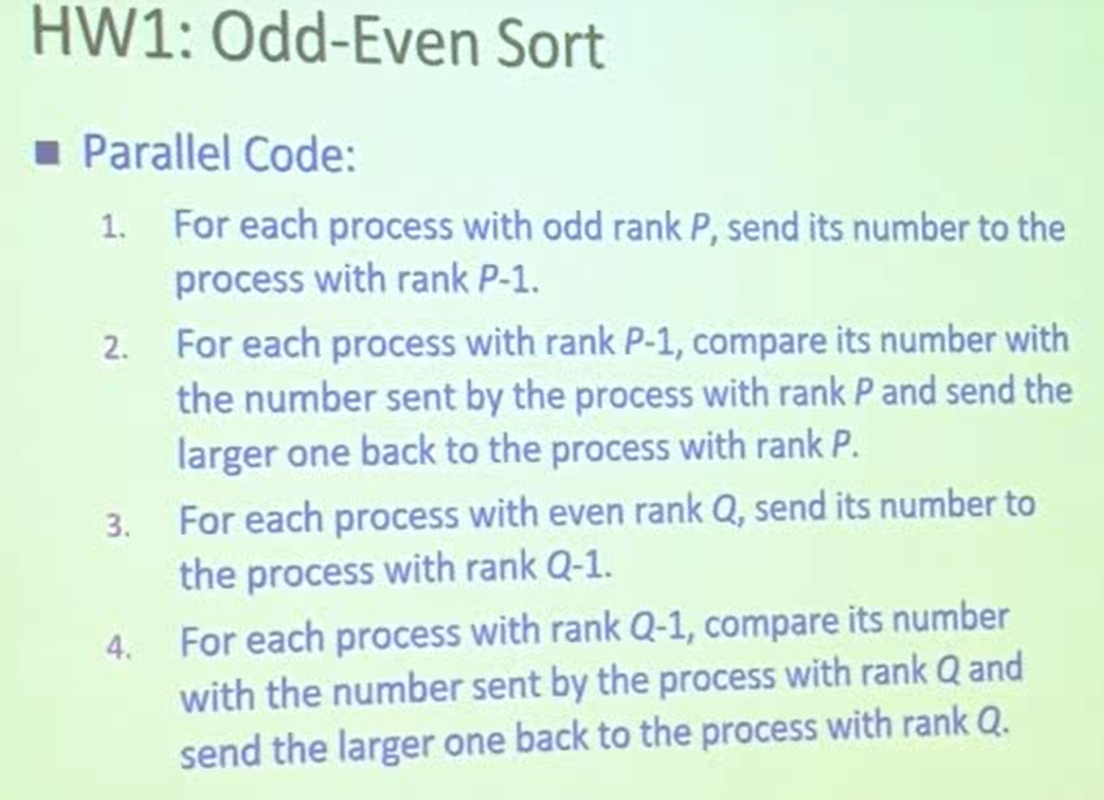 HW1: Odd-Even Sort
■ Parallel Code:
1. For each process with odd rank P, send its number to the
process with rank P-1.
2. For each process with rank P-1, compare its number with
the number sent by the process with rank P and send the
larger one back to the process with rank P.
3. For each process with even rank Q, send its number to
the process with rank Q-1.
4. For each process with rank Q-1, compare its number
with the number sent by the process with rank Q and
send the larger one back to the process with rank Q.